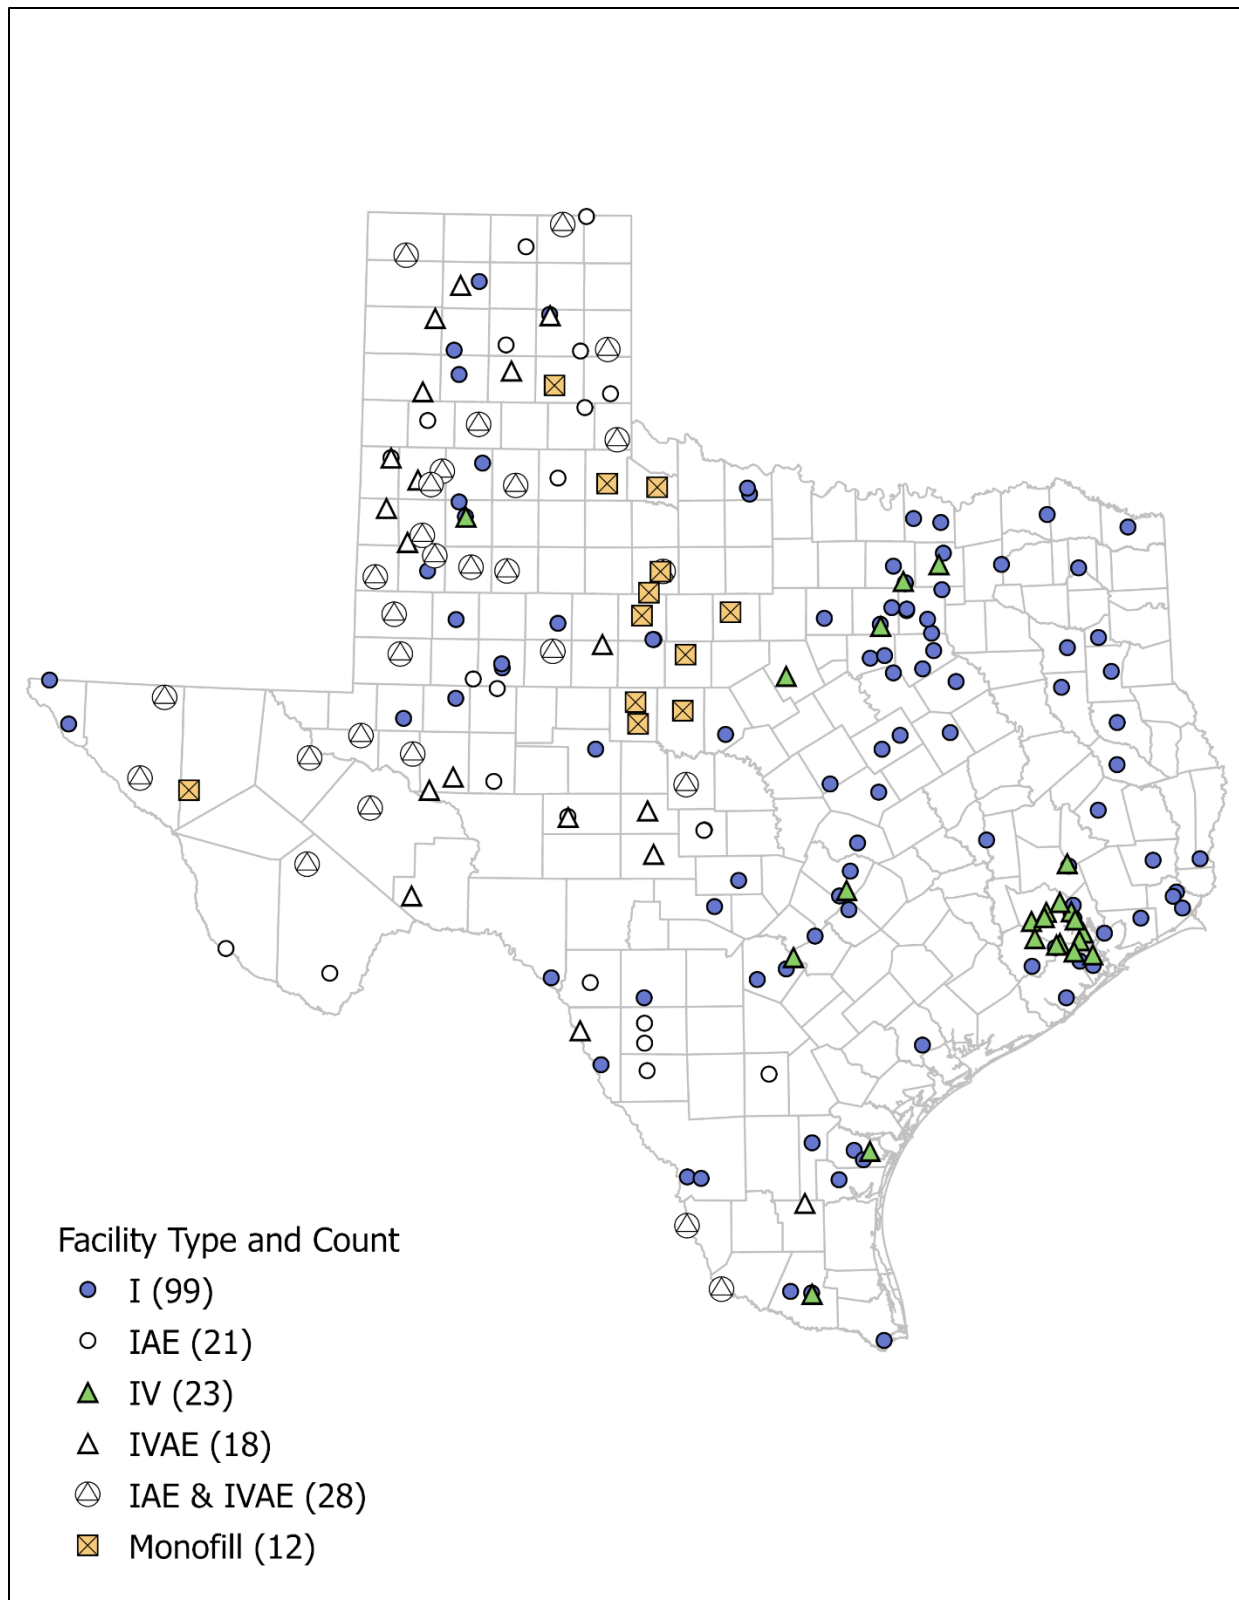 Facility Type and Count
I (99)
IAE (21)
IV (23)
IVAE (18)
IAE & IVAE (28)
Monofill (12)